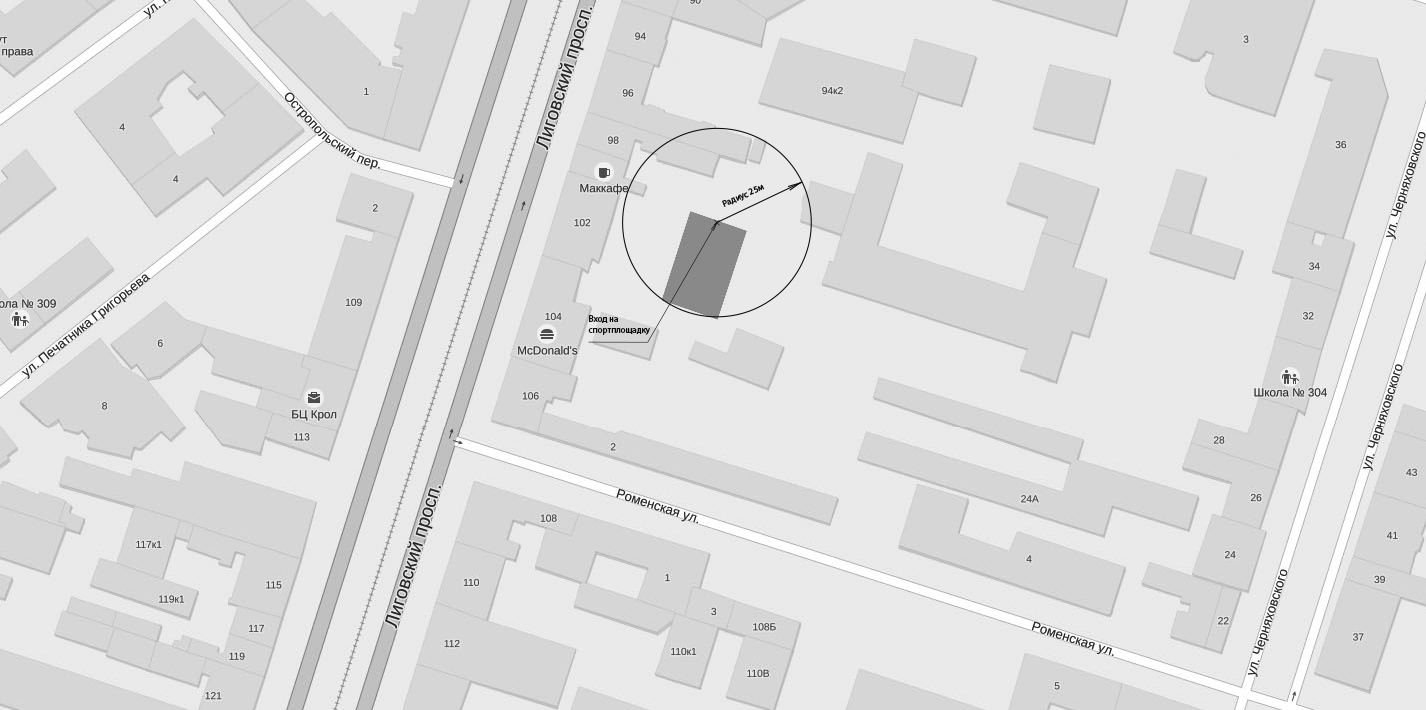 90
94
3
ут
права
1
Остропольский пер.
Лиговский просп.
96
94к2
4
98
36
ул. Черняховского
4
Маккафе
Радиус 25м
2
102
34
ола № 309
109
104
Вход на
спортплощадку
32
ул. Печатника Григорьева
McDonald's
6
106
Школа № 304
ул. Черняховского
8
БЦ Крол
113
2
28
43
24А
26
Лиговский просп.
Роменская ул.
108
117к1
41
24
4
110
1
39
115
119к1
3
108Б
22
37
117
112
110к1
Роменская ул.
ул. Черняховского
119
110В
5
121